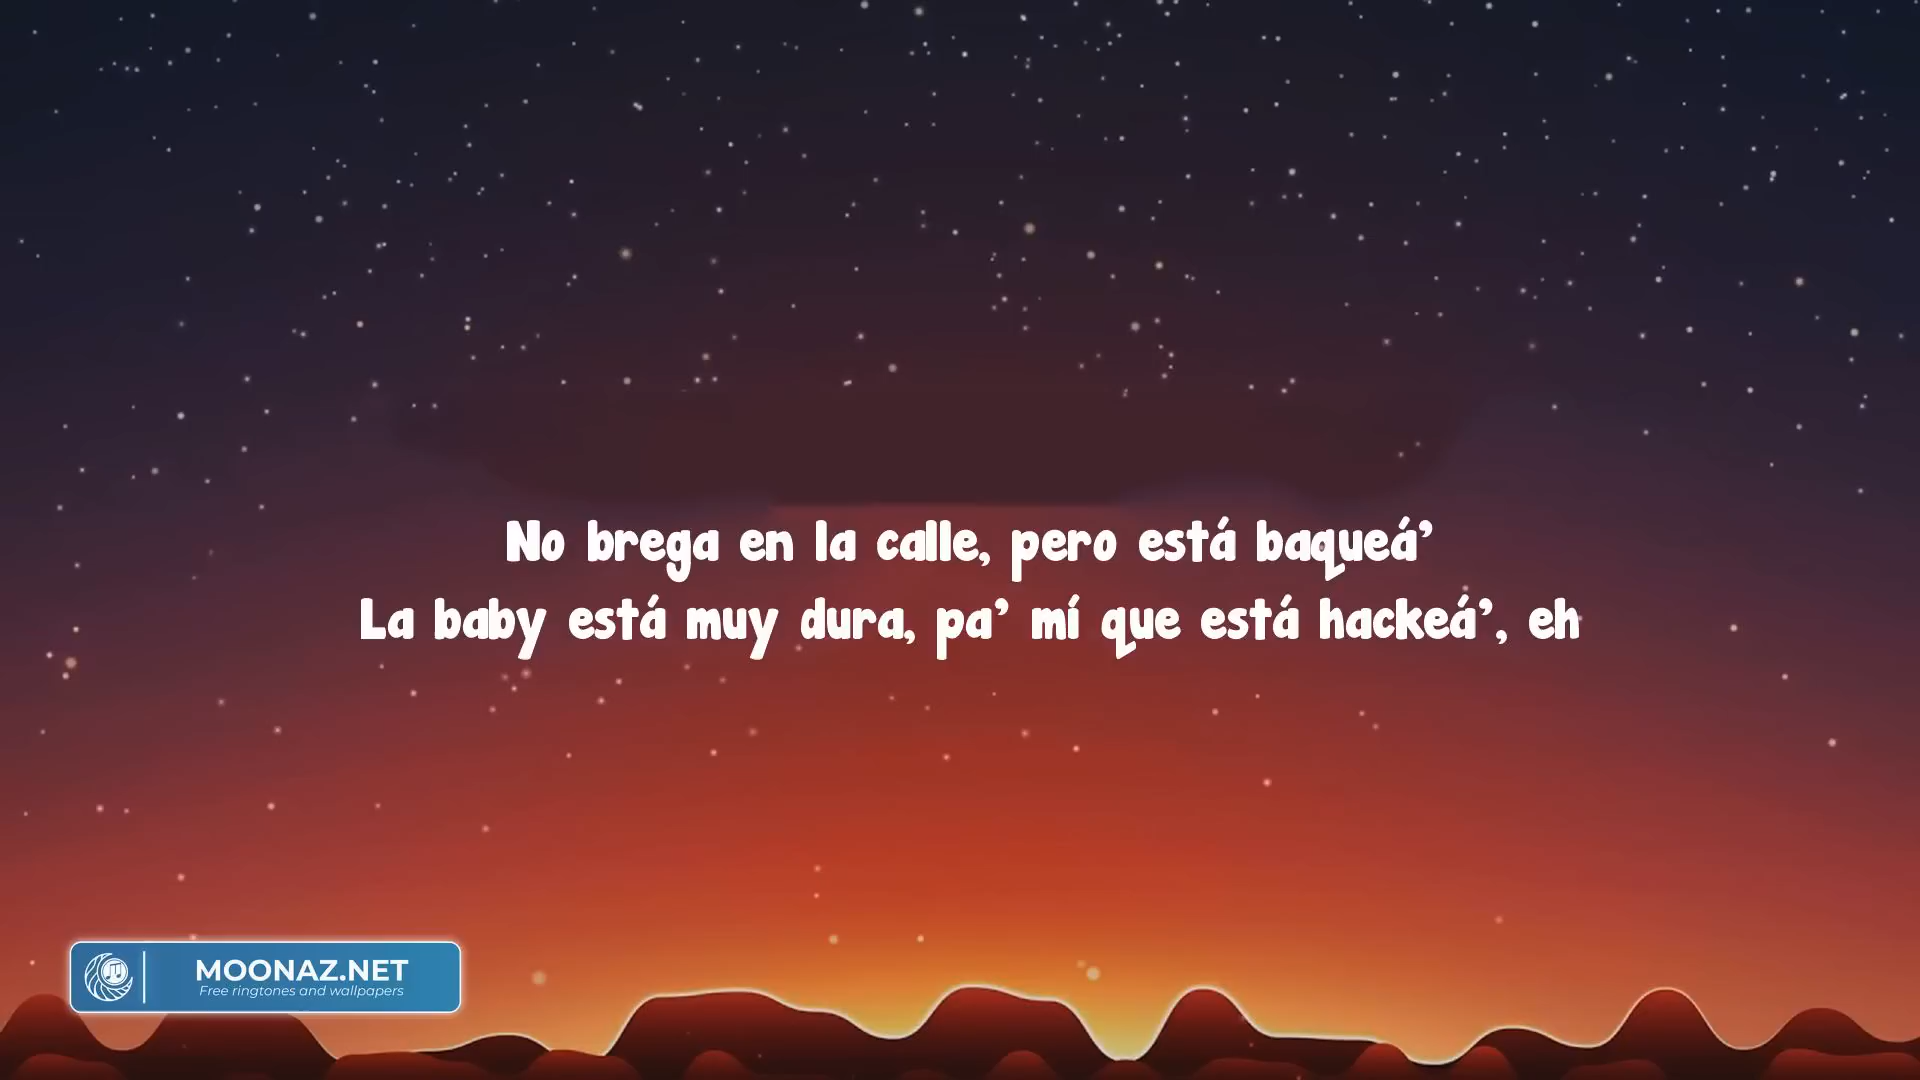 No brega en la calle, pero está baqueá’
La baby está muy dura, pa’ mí que está hackeá’, eh
MOONAZ.NET
Free ringtones and wallpapers